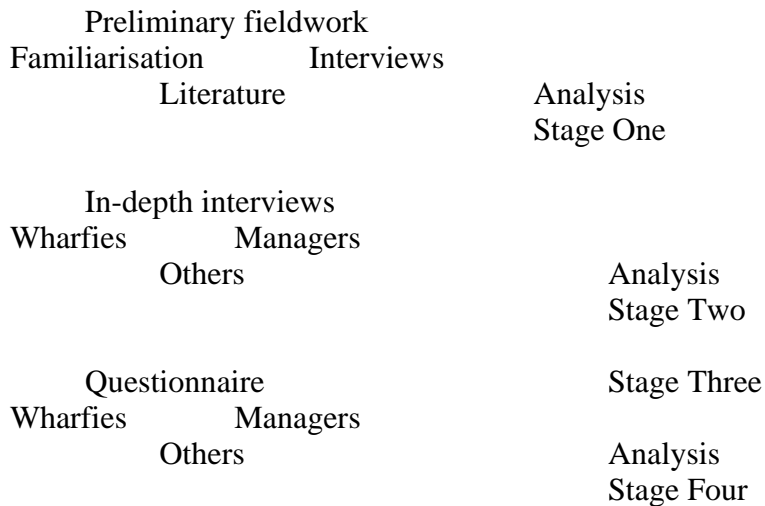 Preliminary fieldwork
Familiarisation Interviews
Literature Analysis
Stage One
In-depth interviews
Wharfies Managers
Others Analysis
Stage Two
Questionnaire Stage Three
Wharfies Managers
Others Analysis
Stage Four